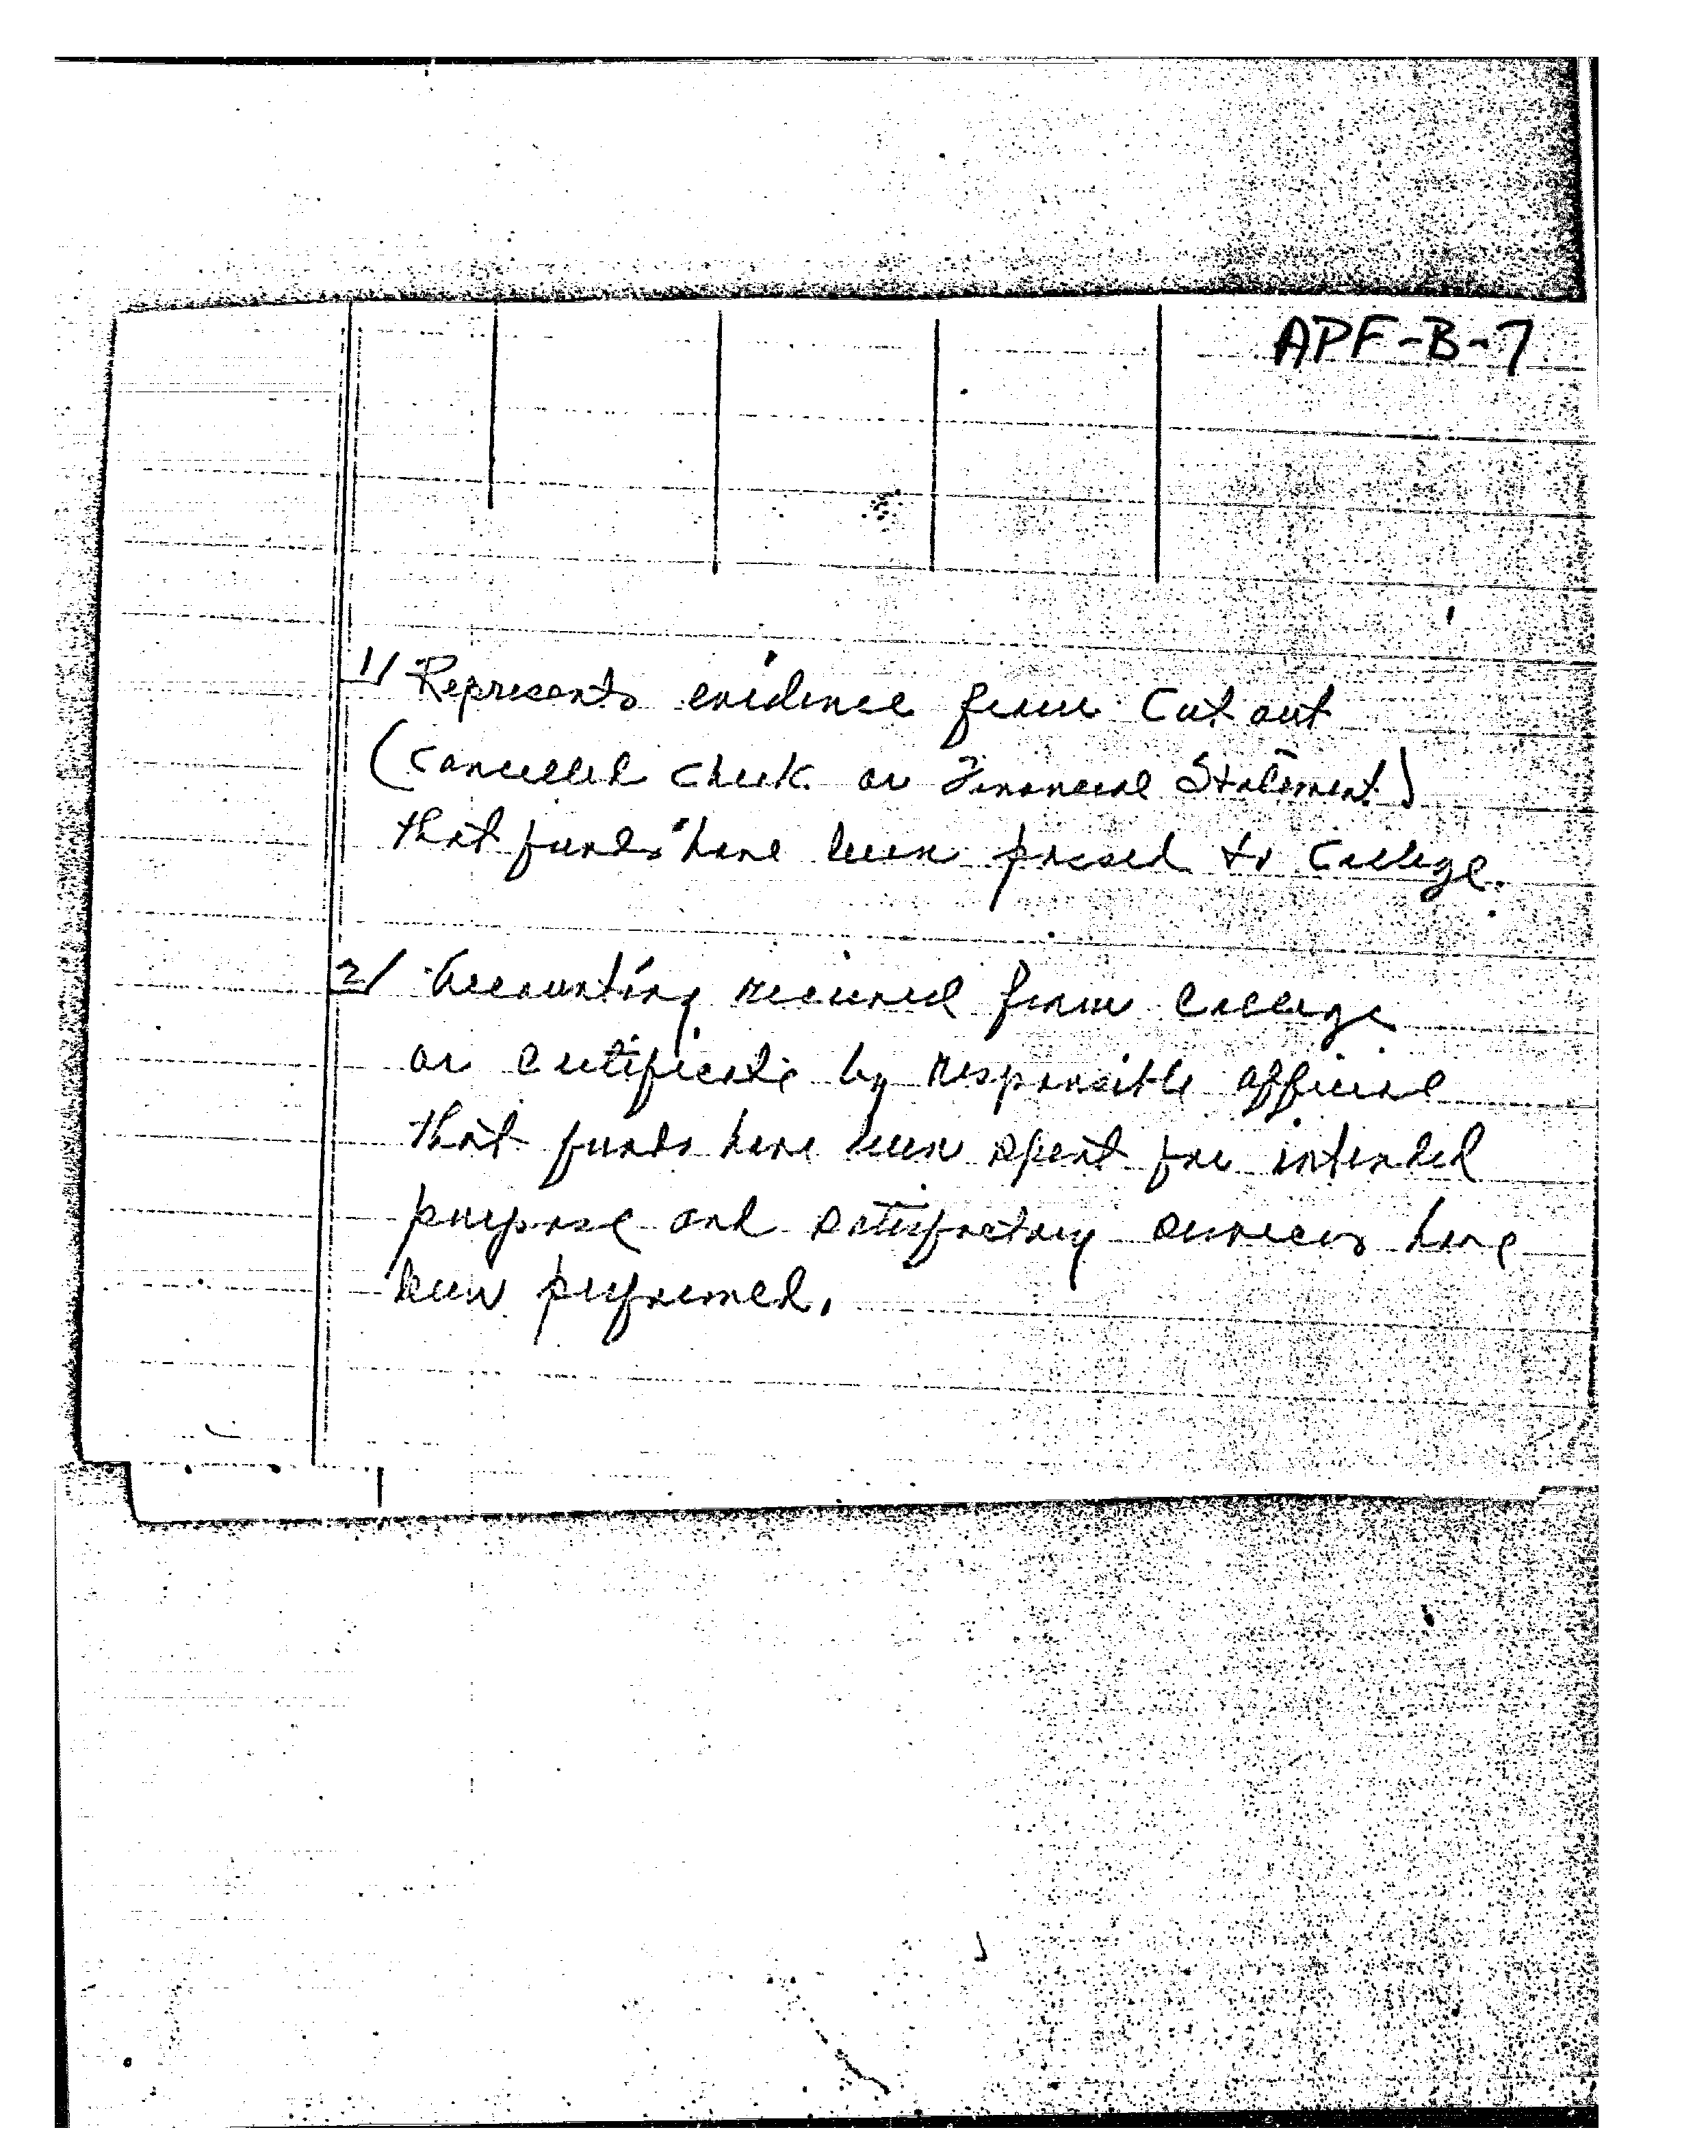 APF-B-7
1/ Represents evidence from Cut out
(cancelled check or Financial Statement)
that funds have been passed to College.
2/ Accounting received from College
or certificate by responsible official
that funds have been spent for intended
purpose and satisfactory services have
been performed.